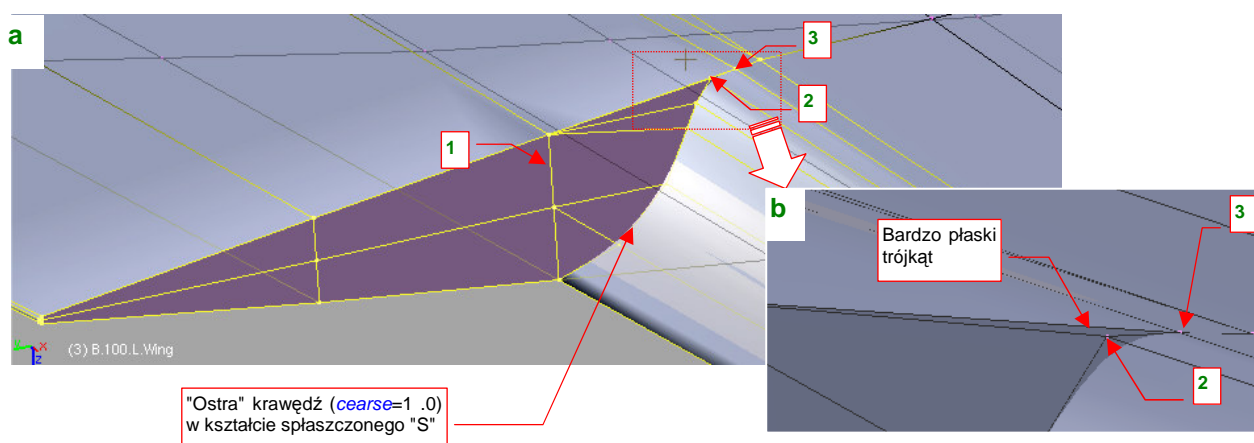 a
3
2
1
b
3
Bardzo płaski
trójkąt
y x
z
(3) B.100.L.Wing
2
"Ostra" krawędź (cearse=1 .0)
w kształcie spłaszczonego "S"